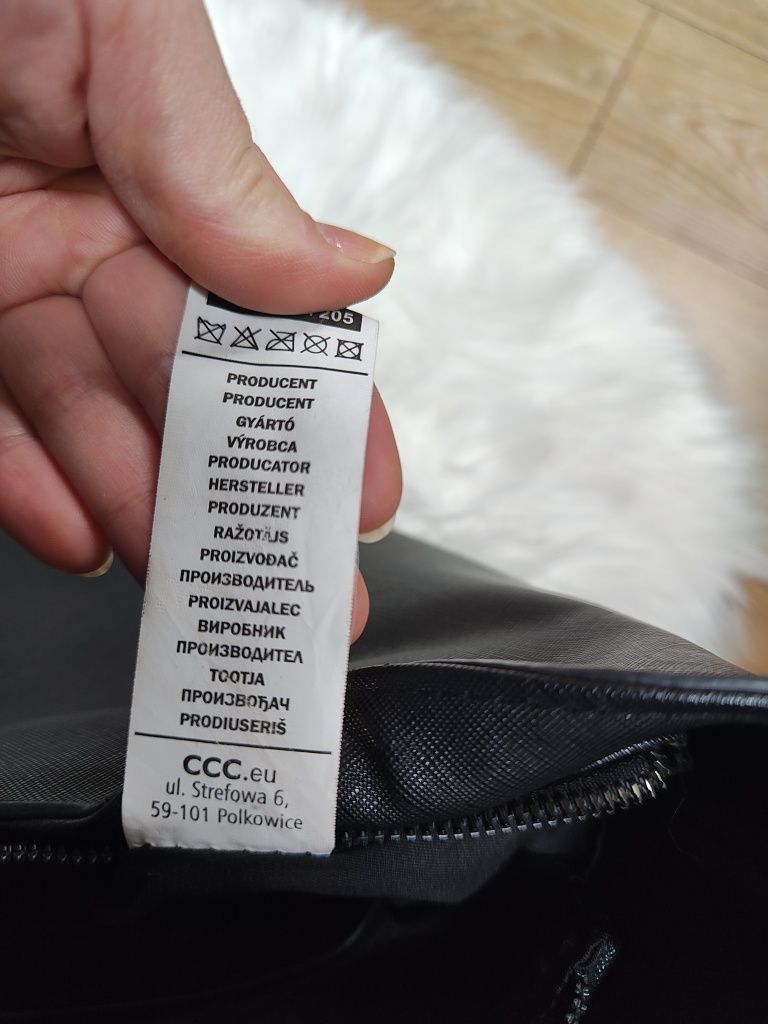 205
PRODUCENT
PRODUCENT
GYÁRTÓ
VÝROBCA
PRODUCATOR
HERSTELLER
PRODUZENT
RAŽOTĀJS
PROIZVOĐAČ
ПРОИЗВОДИТЕЛЬ
PROIZVAJALEC
ВИРОБНИК
ПРОИЗВОДИТЕЛ
TOOTJA
ПРОИЗВОЂАЧ
PRODIUSERIŠ
CCC.eu
ul. Strefowa 6,
59-101 Polkowice